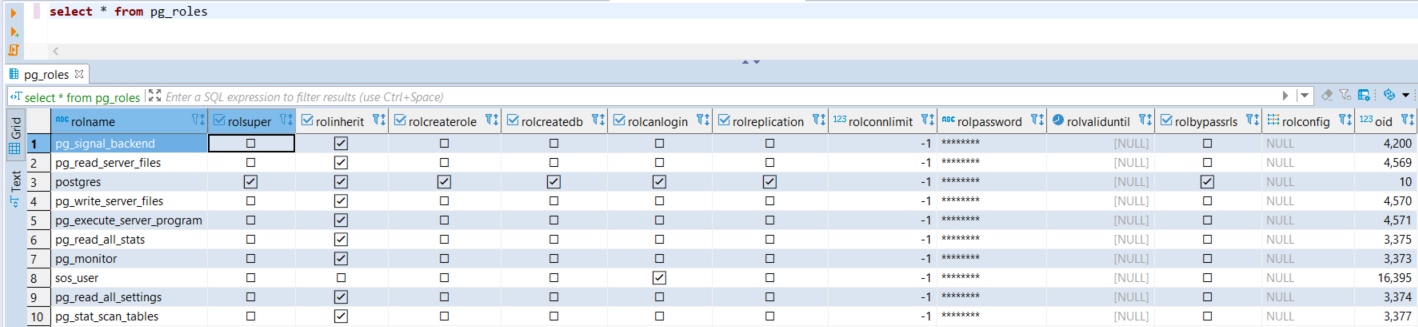 select * from pg_roles
pg_roles
select * from pg_roles Enter a SQL expression to filter results (use Ctrl+Space)
Grid
Text
ABC rolname rolsuper rolinherit rolcreaterole rolcreatedb rolcanlogin rolreplication 123 rolconnlimit ABC rolpassword rolvaliduntil rolbypassrls rolconfig 123 oid
1 pg_signal_backend -1 ******** [NULL] NULL 4,200
2 pg_read_server_files -1 ******** [NULL] NULL 4,569
3 postgres -1 ******** [NULL] NULL 10
4 pg_write_server_files -1 ******** [NULL] NULL 4,570
5 pg_execute_server_program -1 ******** [NULL] NULL 4,571
6 pg_read_all_stats -1 ******** [NULL] NULL 3,375
7 pg_monitor -1 ******** [NULL] NULL 3,373
8 sos_user -1 ******** [NULL] NULL 16,395
9 pg_read_all_settings -1 ******** [NULL] NULL 3,374
10 pg_stat_scan_tables -1 ******** [NULL] NULL 3,377